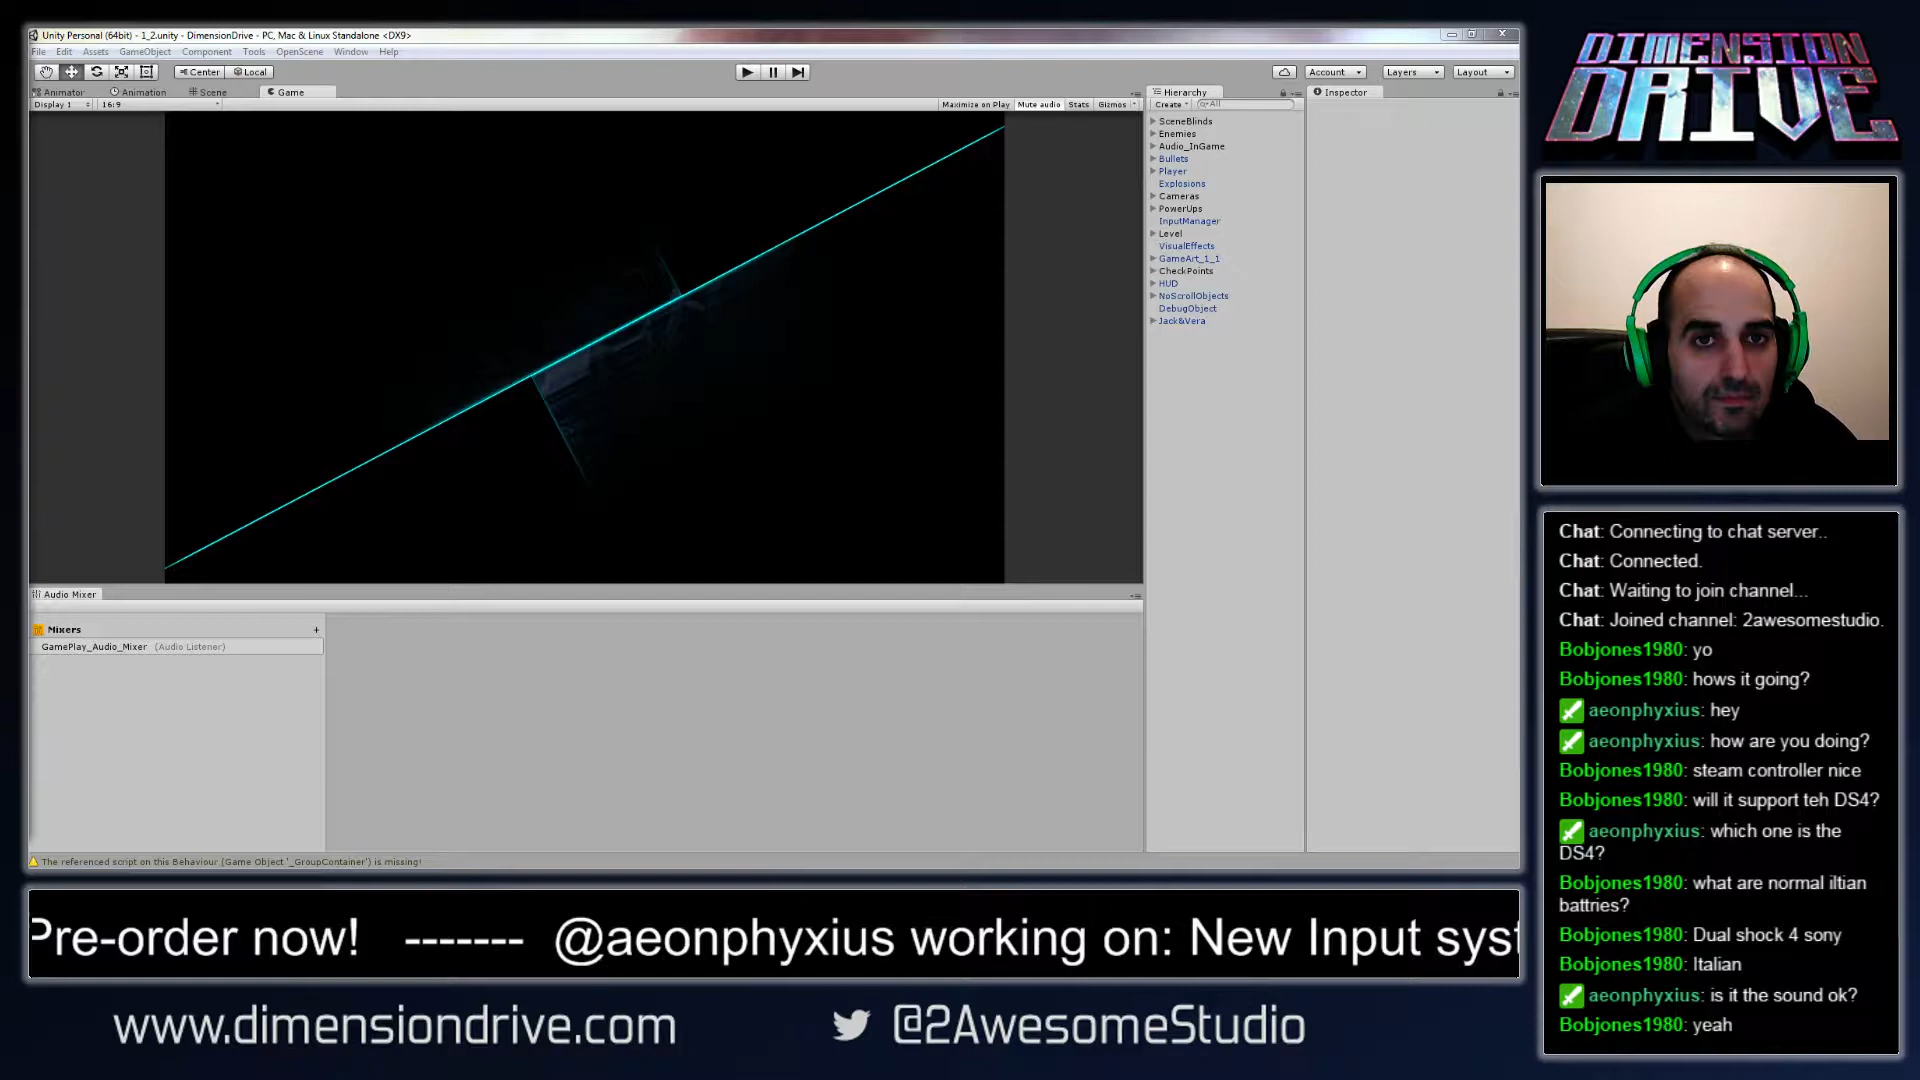 Unity Personal (64bit) - 1_2.unity - DimensionDrive - PC, Mac & Linux Standalone <DX9>
File Edit Assets GameObject Component Tools OpenScene Window Help
Center Local Account Layers Layout
Animator Animation Scene Game
Display 1 16:9 Maximize on Play Mute audio Stats Gizmos
Hierarchy
Create All
SceneBlinds
Enemies
Audio_InGame
Bullets
Player
Explosions
Cameras
PowerUps
InputManager
Level
VisualEffects
GameArt_1_1
CheckPoints
HUD
NoScrollObjects
DebugObject
Jack&Vera
Inspector
Audio Mixer
Mixers +
GamePlay_Audio_Mixer (Audio Listener)
The referenced script on this Behaviour (Game Object '_GroupContainer') is missing!
Pre-order now! ------- @aeonphyxius working on: New Input syst
www.dimensiondrive.com @2AwesomeStudio
DIMENSION
DRIVE
Chat: Connecting to chat server..
Chat: Connected.
Chat: Waiting to join channel...
Chat: Joined channel: 2awesomestudio.
Bobjones1980: yo
Bobjones1980: hows it going?
aeonphyxius: hey
aeonphyxius: how are you doing?
Bobjones1980: steam controller nice
Bobjones1980: will it support teh DS4?
aeonphyxius: which one is the
DS4?
Bobjones1980: what are normal iltian
battries?
Bobjones1980: Dual shock 4 sony
Bobjones1980: Italian
aeonphyxius: is it the sound ok?
Bobjones1980: yeah